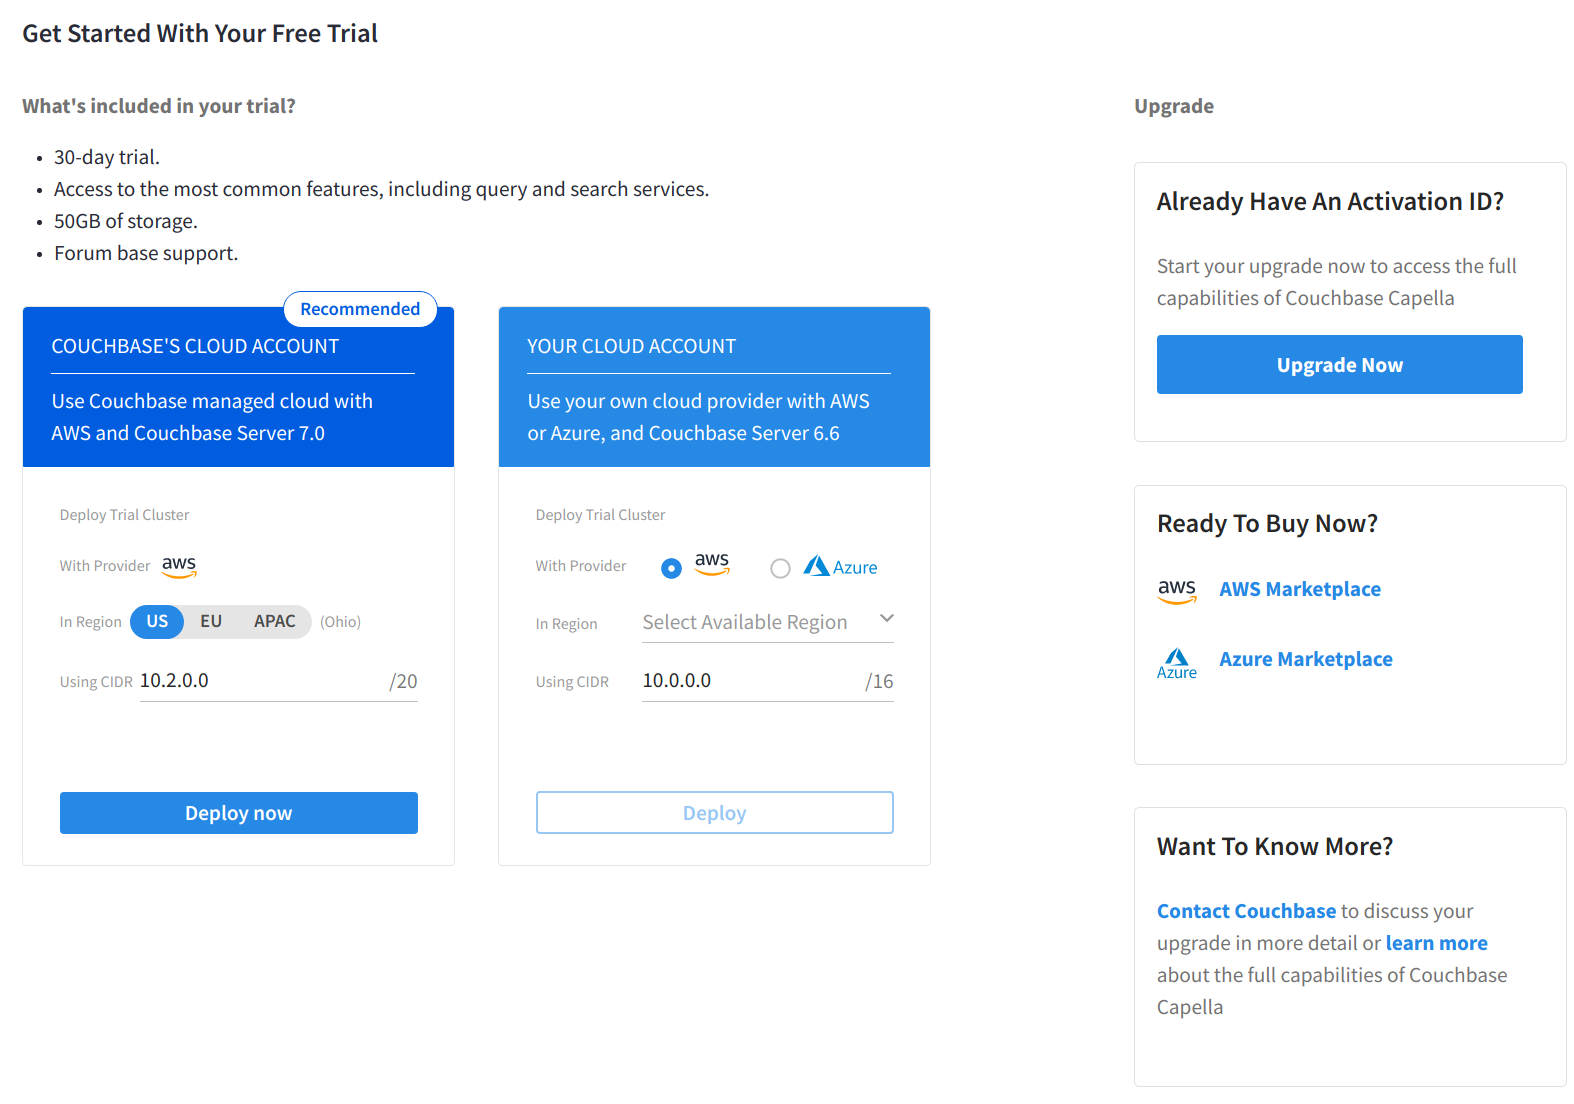 Get Started With Your Free Trial
What's included in your trial?
• 30-day trial.
• Access to the most common features, including query and search services.
• 50GB of storage.
• Forum base support.
Recommended
COUCHBASE'S CLOUD ACCOUNT
Use Couchbase managed cloud with
AWS and Couchbase Server 7.0
Deploy Trial Cluster
With Provider aws
In Region US EU APAC (Ohio)
Using CIDR 10.2.0.0 /20
Deploy now
YOUR CLOUD ACCOUNT
Use your own cloud provider with AWS
or Azure, and Couchbase Server 6.6
Deploy Trial Cluster
With Provider aws Azure
In Region Select Available Region
Using CIDR 10.0.0.0 /16
Deploy
Upgrade
Already Have An Activation ID?
Start your upgrade now to access the full
capabilities of Couchbase Capella
Upgrade Now
Ready To Buy Now?
aws AWS Marketplace
Azure Azure Marketplace
Want To Know More?
Contact Couchbase to discuss your
upgrade in more detail or learn more
about the full capabilities of Couchbase
Capella